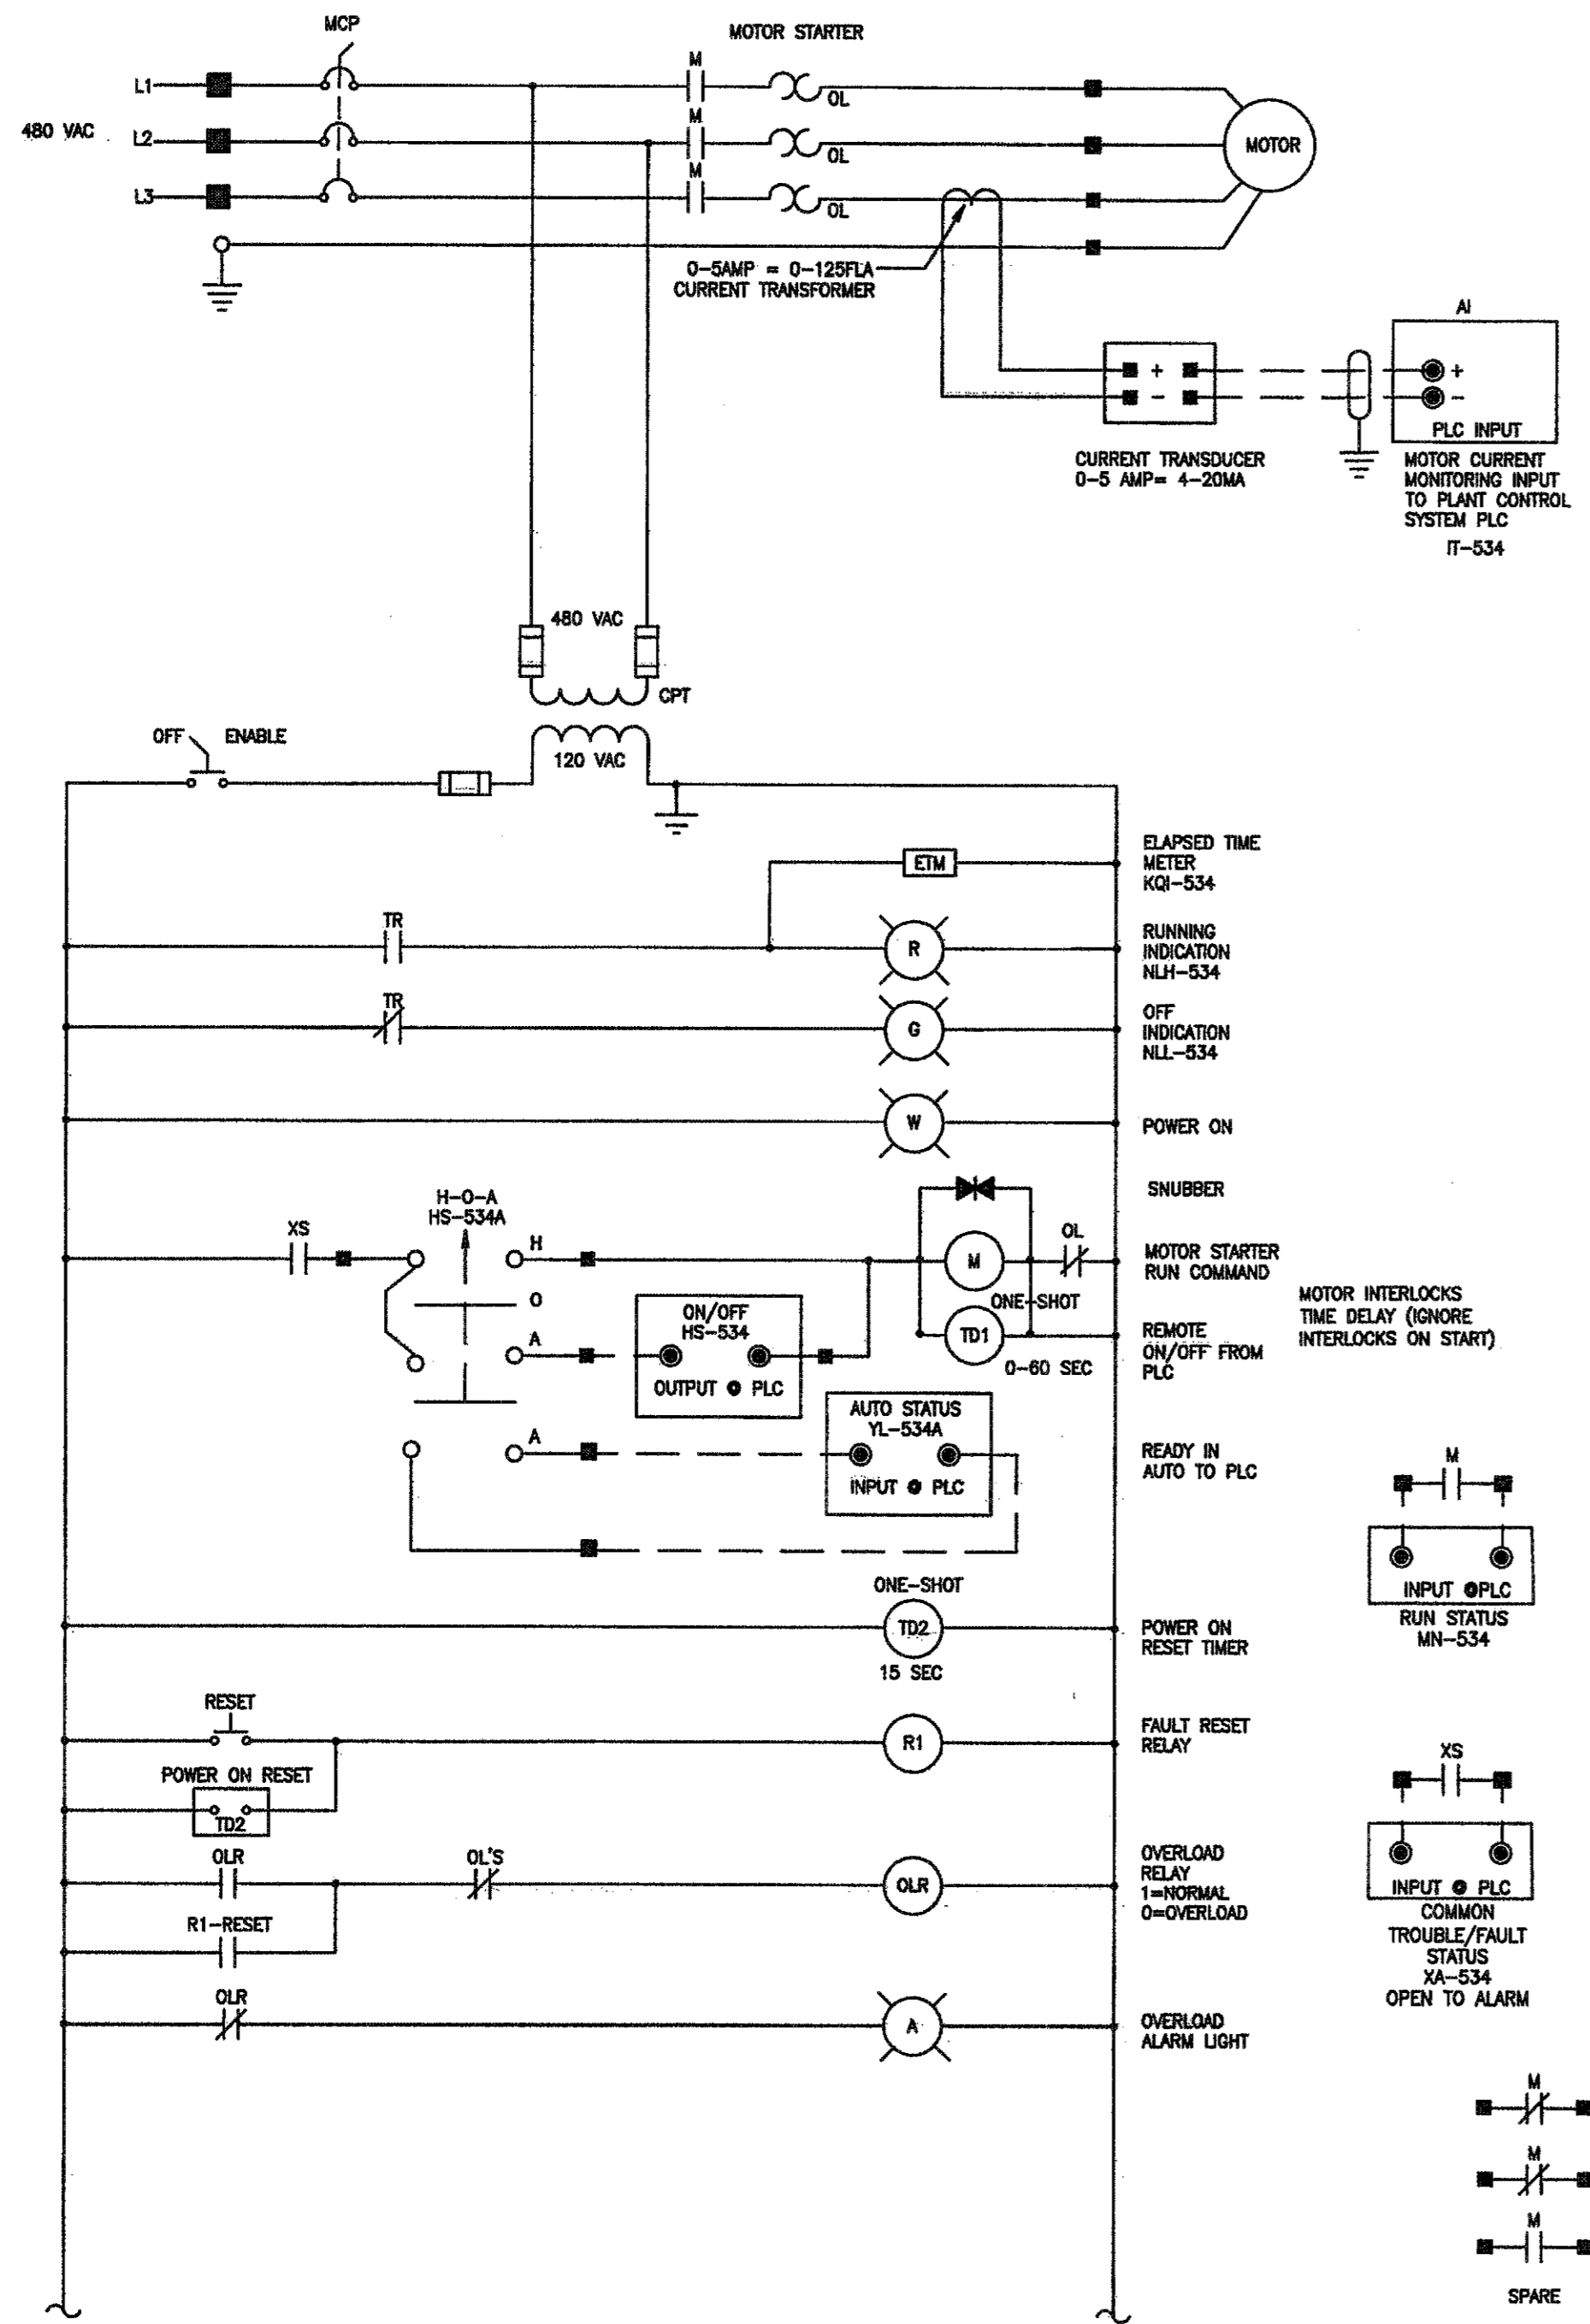 MCP
MOTOR STARTER
L1
M
OL
480 VAC
L2
M
OL
MOTOR
L3
M
OL
0-5AMP = 0-125FLA
CURRENT TRANSFORMER
AI
+
-
+
-
PLC INPUT
CURRENT TRANSDUCER
0-5 AMP= 4-20MA
MOTOR CURRENT
MONITORING INPUT
TO PLANT CONTROL
SYSTEM PLC
IT-534
480 VAC
CPT
OFF
ENABLE
120 VAC
ETM
ELAPSED TIME
METER
KQI-534
TR
R
RUNNING
INDICATION
NLH-534
TR
G
OFF
INDICATION
NLL-534
W
POWER ON
SNUBBER
H-O-A
HS-534A
XS
H
M
OL
MOTOR STARTER
RUN COMMAND
O
ONE-SHOT
MOTOR INTERLOCKS
TIME DELAY (IGNORE
INTERLOCKS ON START)
A
ON/OFF
HS-534
OUTPUT @ PLC
TD1
0-60 SEC
REMOTE
ON/OFF FROM
PLC
A
AUTO STATUS
YL-534A
INPUT @ PLC
READY IN
AUTO TO PLC
M
INPUT @PLC
RUN STATUS
MN-534
ONE-SHOT
TD2
15 SEC
POWER ON
RESET TIMER
RESET
R1
FAULT RESET
RELAY
POWER ON RESET
TD2
XS
INPUT @ PLC
COMMON
TROUBLE/FAULT
STATUS
XA-534
OPEN TO ALARM
OLR
OL'S
OLR
OVERLOAD
RELAY
1=NORMAL
0=OVERLOAD
R1-RESET
OLR
A
OVERLOAD
ALARM LIGHT
M
M
M
SPARE